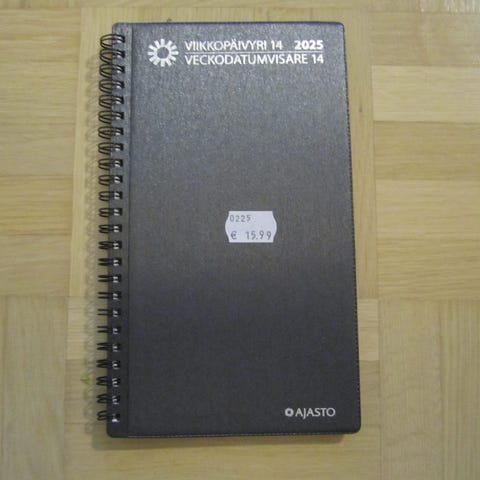 VIIKKOPÄIVYRI 14 2025
VECKODATUMVISARE 14
0225
€ 15.99
AJASTO